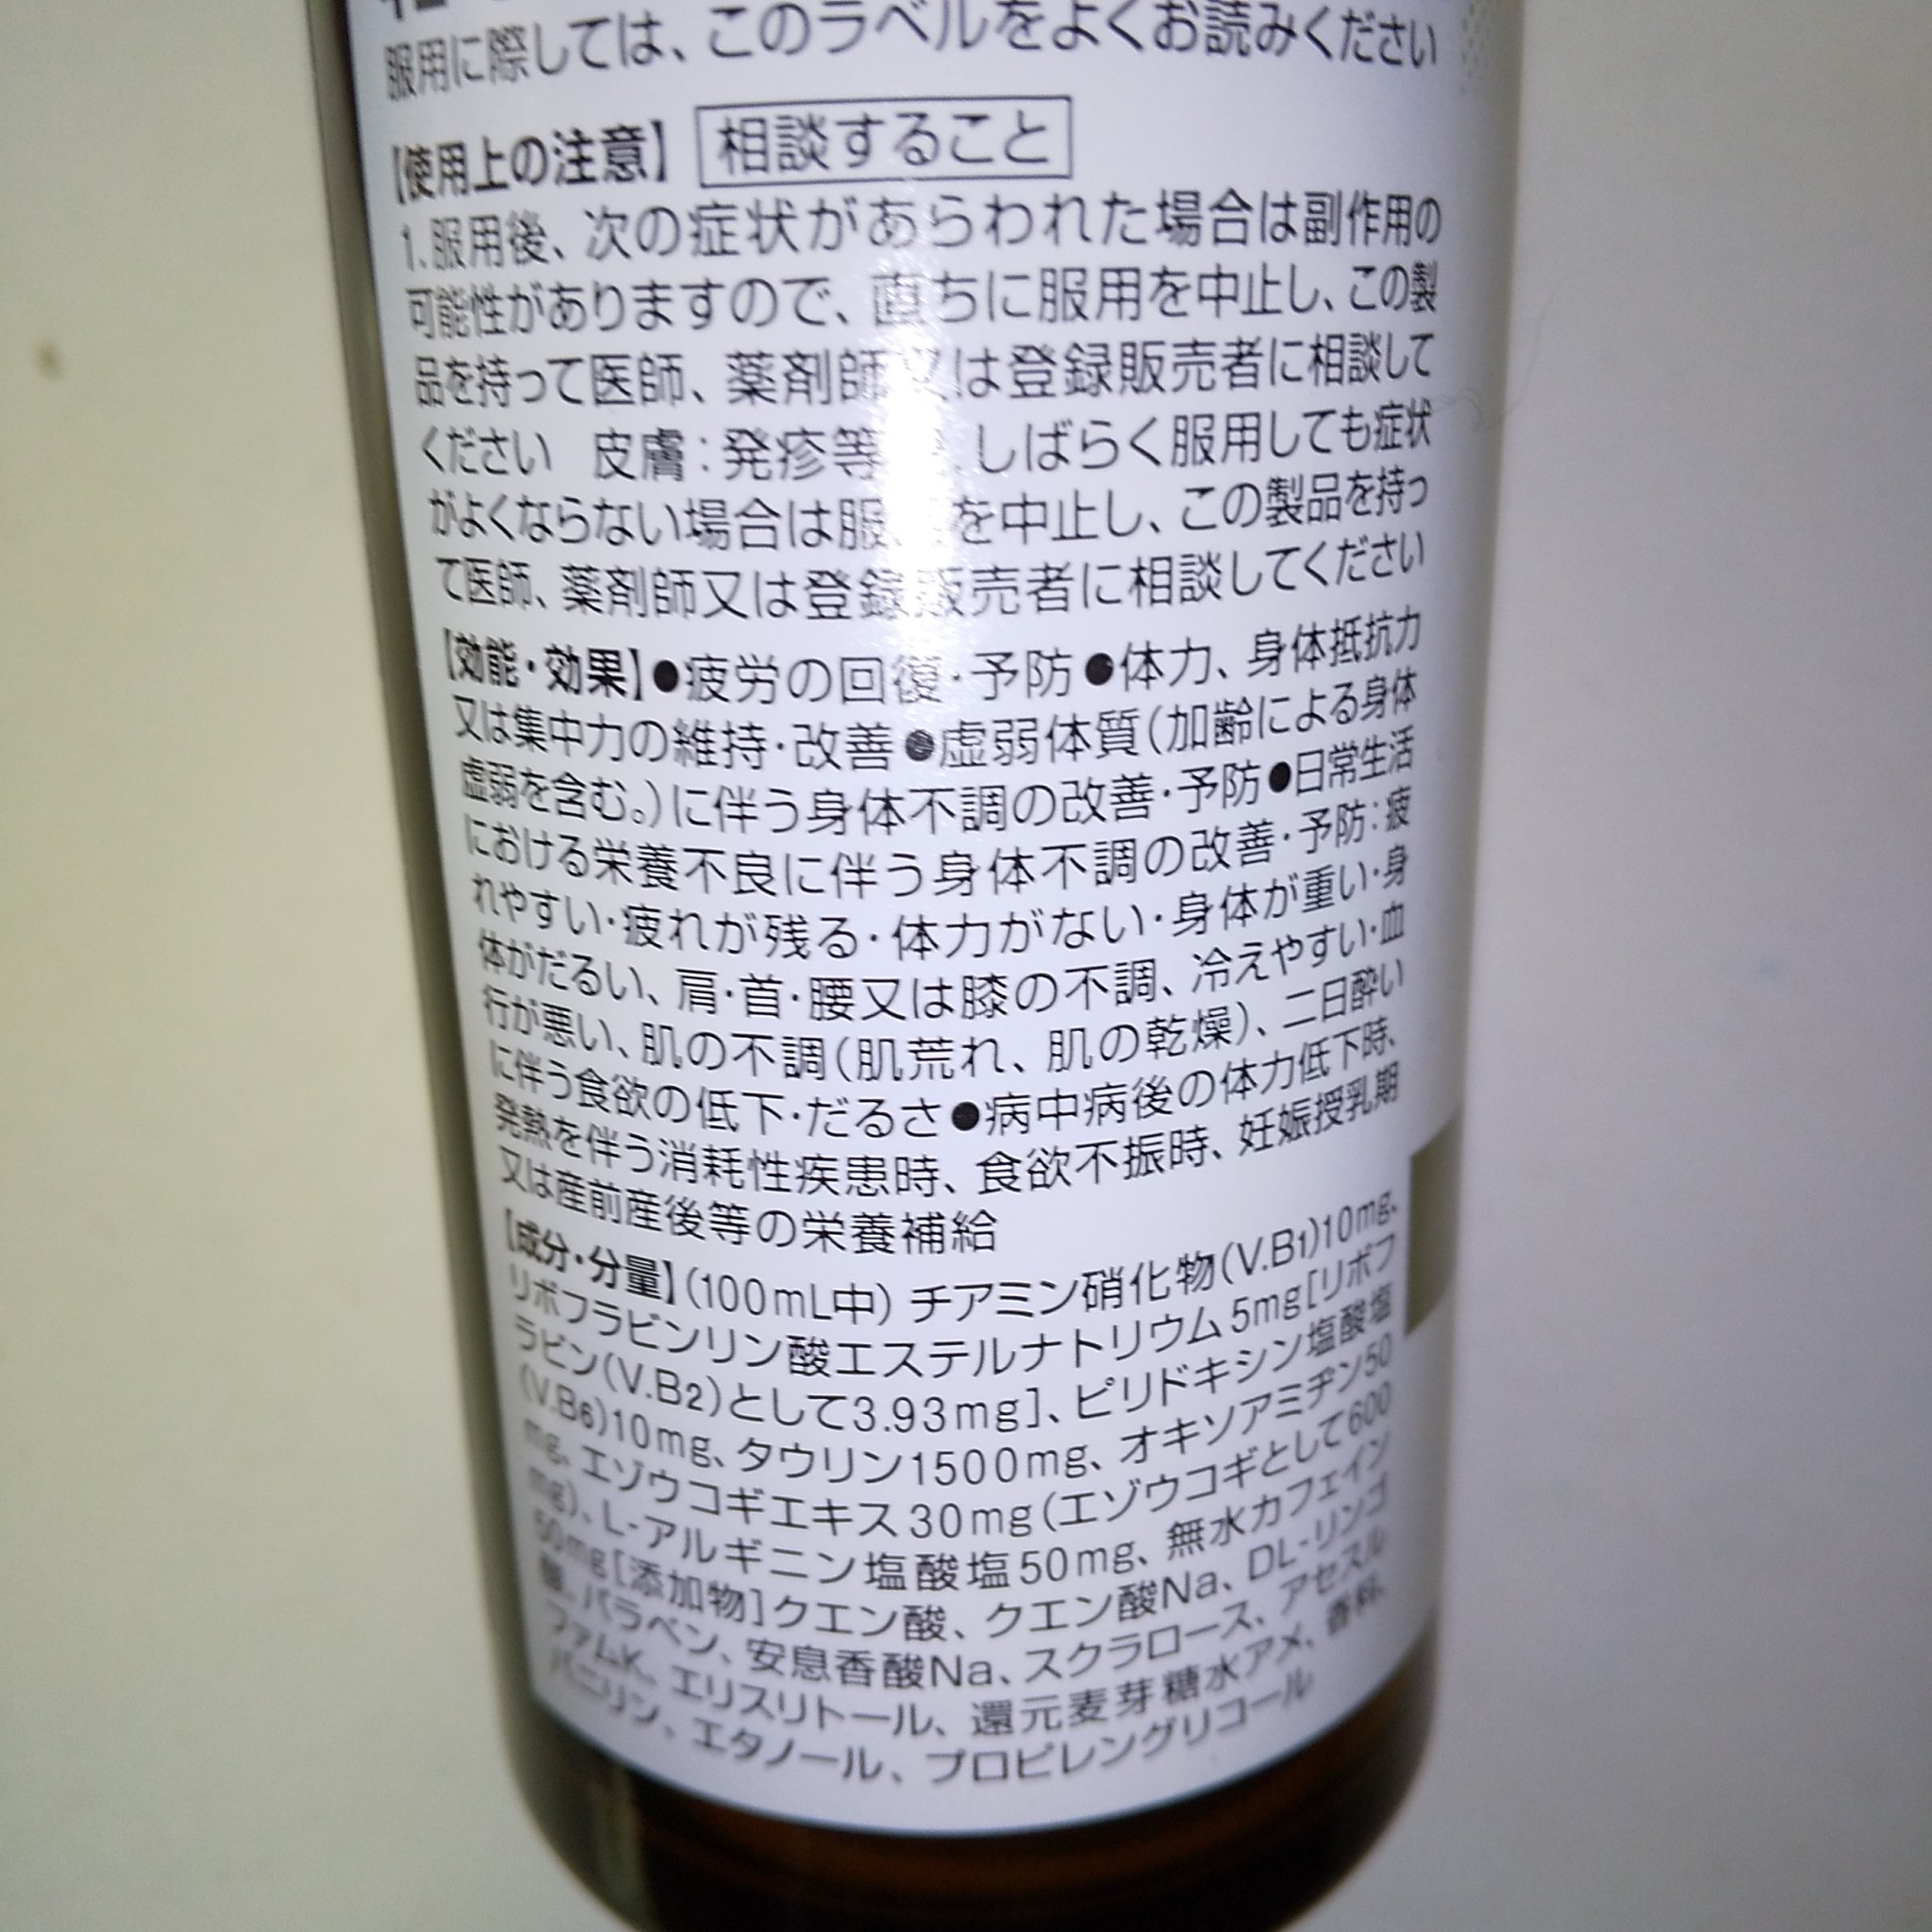 服用に際しては、このラベルをよくお読みください
【使用上の注意】 相談すること
1.服用後、次の症状があらわれた場合は副作用の
可能性がありますので、直ちに服用を中止し、この製
品を持って医師、薬剤師又は登録販売者に相談して
ください 皮膚:発疹等 しばらく服用しても症状
がよくならない場合は服用を中止し、この製品を持っ
て医師、薬剤師又は登録販売者に相談してください
【効能・効果】●疲労の回復・予防●体力、身体抵抗力
又は集中力の維持・改善●虚弱体質(加齢による身体
虚弱を含む。)に伴う身体不調の改善・予防●日常生活
における栄養不良に伴う身体不調の改善・予防:疲
れやすい・疲れが残る・体力がない・身体が重い・身
体がだるい、肩・首・腰又は膝の不調、冷えやすい・血
行が悪い、肌の不調(肌荒れ、肌の乾燥)、二日酔い
に伴う食欲の低下・だるさ●病中病後の体力低下時、
発熱を伴う消耗性疾患時、食欲不振時、妊娠授乳期
又は産前産後等の栄養補給
【成分・分量】(100mL中) チアミン硝化物(V.B1)10mg、
リボフラビンリン酸エステルナトリウム5mg[リボフ
ラビン(V.B2)として3.93mg]、ピリドキシン塩酸塩
(V.B6)10mg、タウリン1500mg、オキソアミヂン50
mg、エゾウコギエキス30mg(エゾウコギとして600
mg)、L-アルギニン塩酸塩50mg、無水カフェイン
50mg[添加物]クエン酸、クエン酸Na、DL-リンゴ
酸、パラベン、安息香酸Na、スクラロース、アセスル
ファムK、エリスリトール、還元麦芽糖水アメ、香料、
バニリン、エタノール、プロピレングリコール